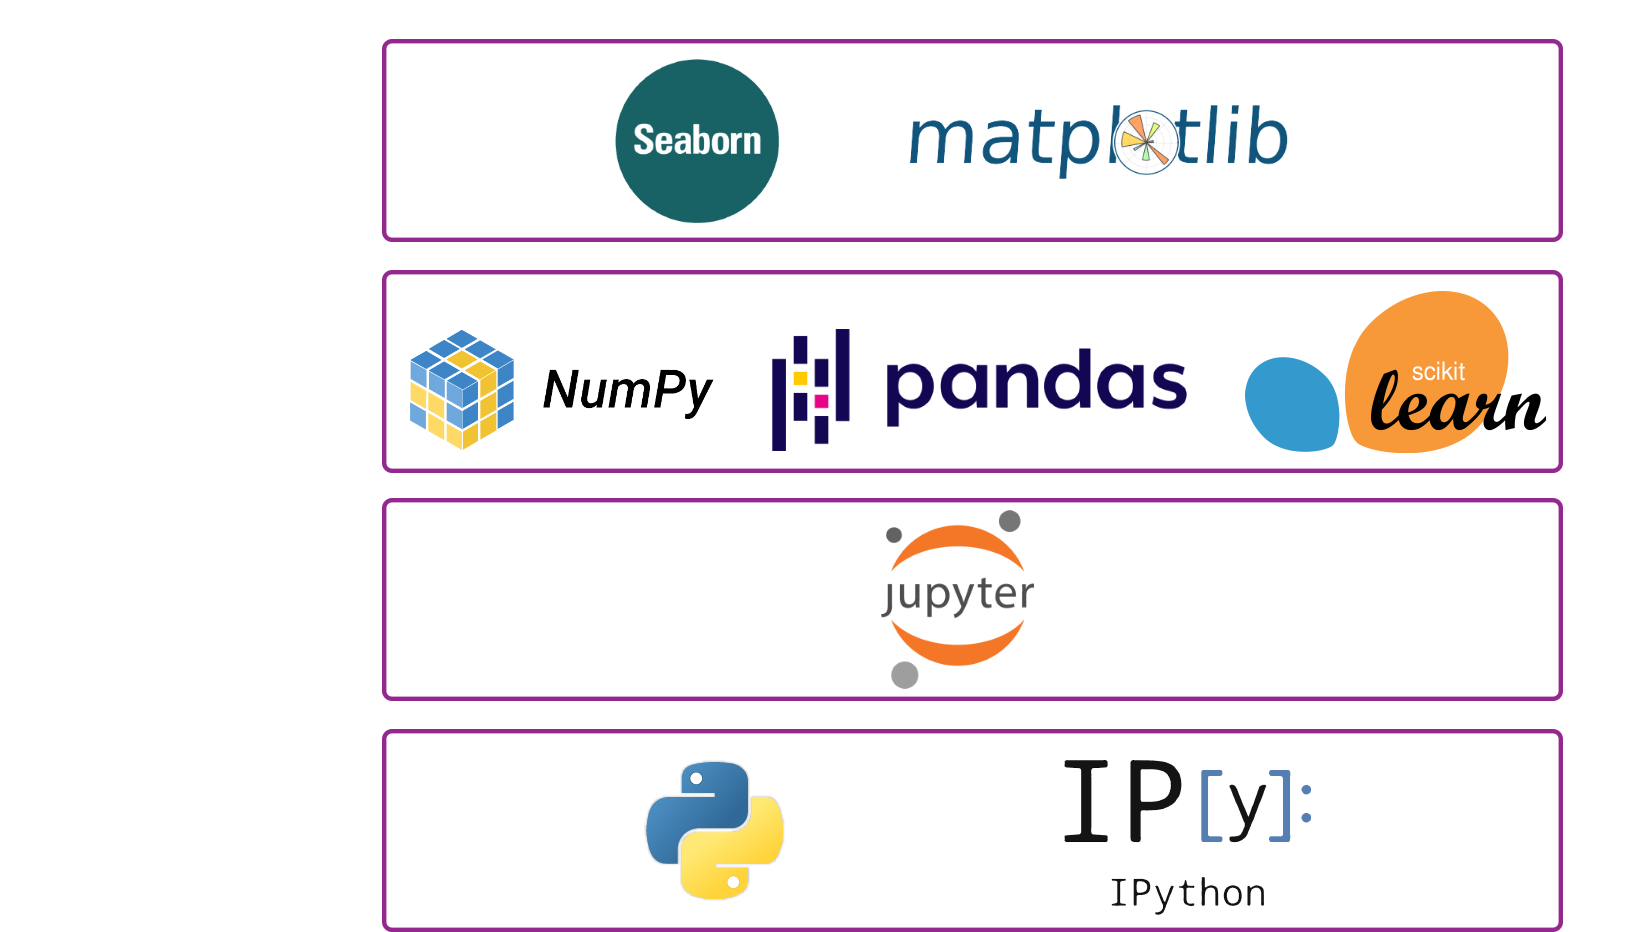 Seaborn
matplotlib
NumPy
pandas
scikit
learn
jupyter
IP[y]:
IPython